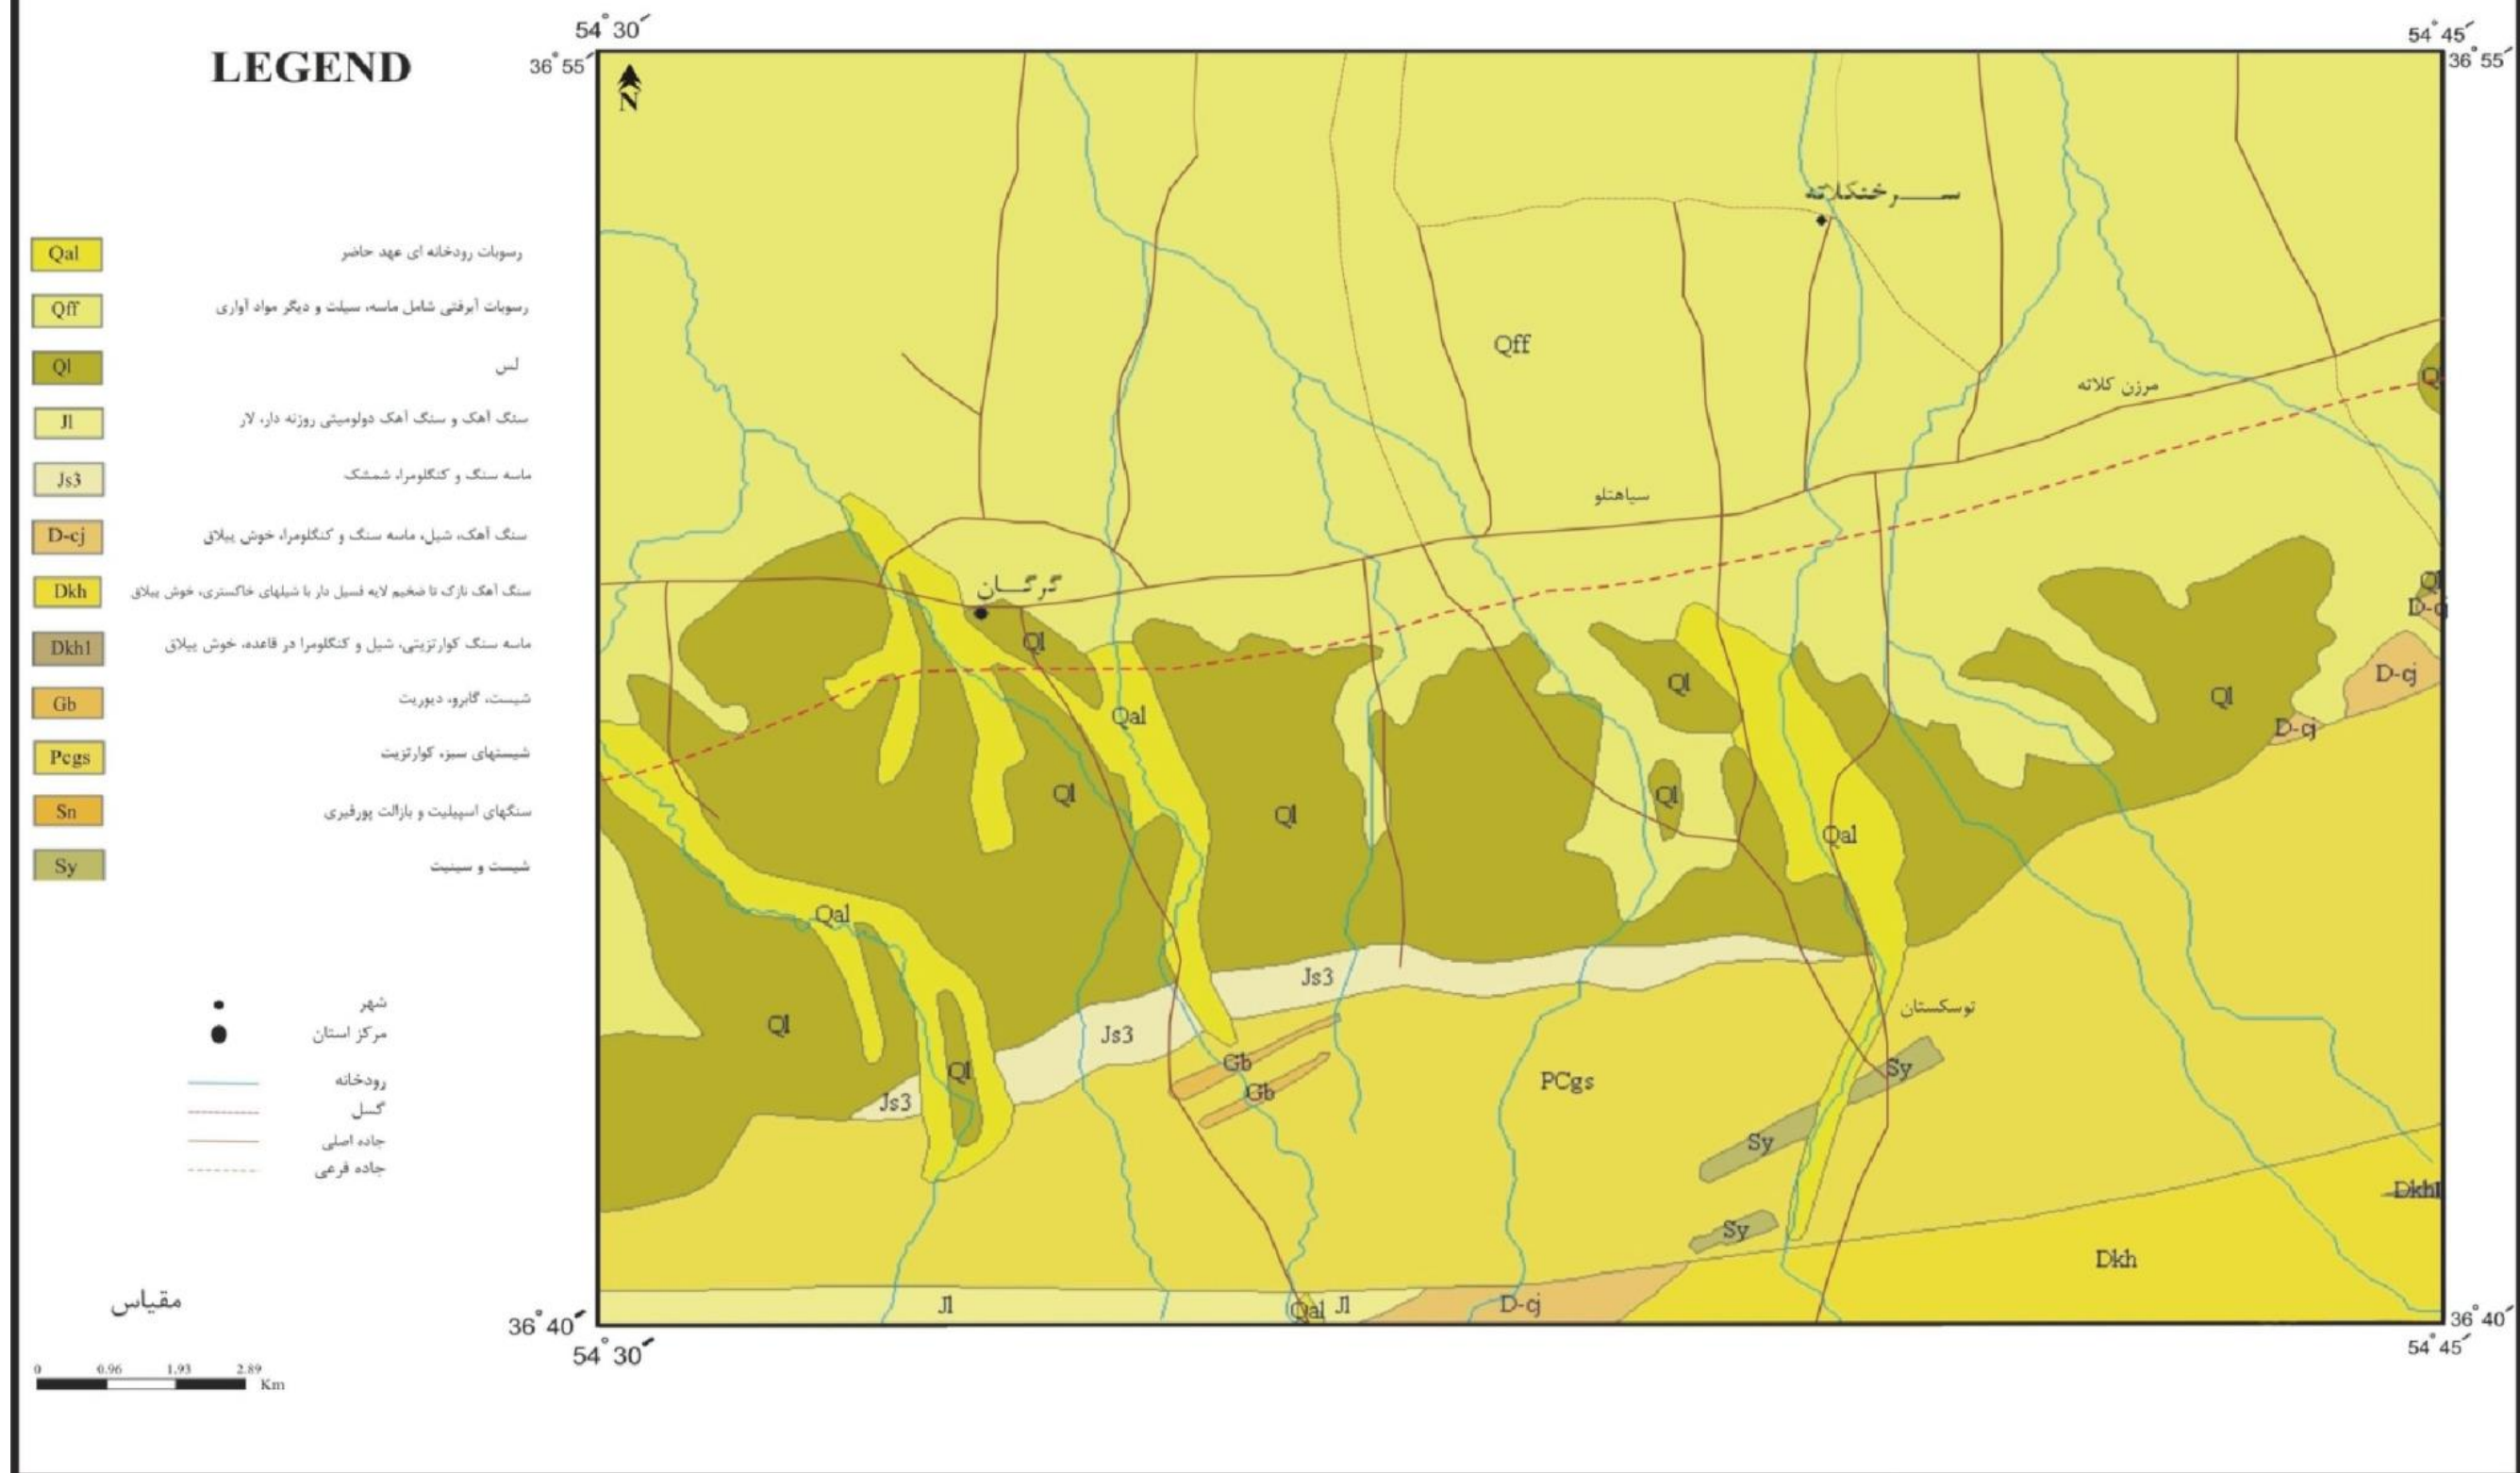 LEGEND
Qal رسوبات رودخانه ای عهد حاضر
Qff رسوبات آبرفتی شامل ماسه، سیلت و دیگر مواد آواری
Ql لس
Jl سنگ آهک و سنگ آهک دولومیتی روزنه دار، لار
Js3 ماسه سنگ و کنگلومرا، شمشک
D-cj سنگ آهک، شیل، ماسه سنگ و کنگلومرا، خوش ییلاق
Dkh سنگ آهک نازک تا ضخیم لایه فسیل دار با شیلهای خاکستری، خوش ییلاق
Dkh1 ماسه سنگ کوارتزیتی، شیل و کنگلومرا در قاعده، خوش ییلاق
Gb شیست، گابرو، دیوریت
Pcgs شیستهای سبز، کوارتزیت
Sn سنگهای اسپیلیت و بازالت پورفیری
Sy شیست و سینیت
شهر
مرکز استان
رودخانه
گسل
جاده اصلی
جاده فرعی
مقیاس
0 0.96 1.93 2.89
Km
54° 30′
54° 45′
36° 55′
36° 55′
N
سرخنکلاته
Qff
مرزن کلاته
Q
سیاهتلو
گرگان
Ql
Ql
D-cj
D-cj
Ql
Ql
D-cj
Qal
Ql
Ql
Ql
Qal
Qal
Js3
توسکستان
Ql
Js3
Gb
Sy
Ql
PCgs
Gb
Js3
Sy
Dkh1
Sy
Dkh
Jl
Qal
Jl
D-cj
36° 40′
36° 40′
54° 30′
54° 45′